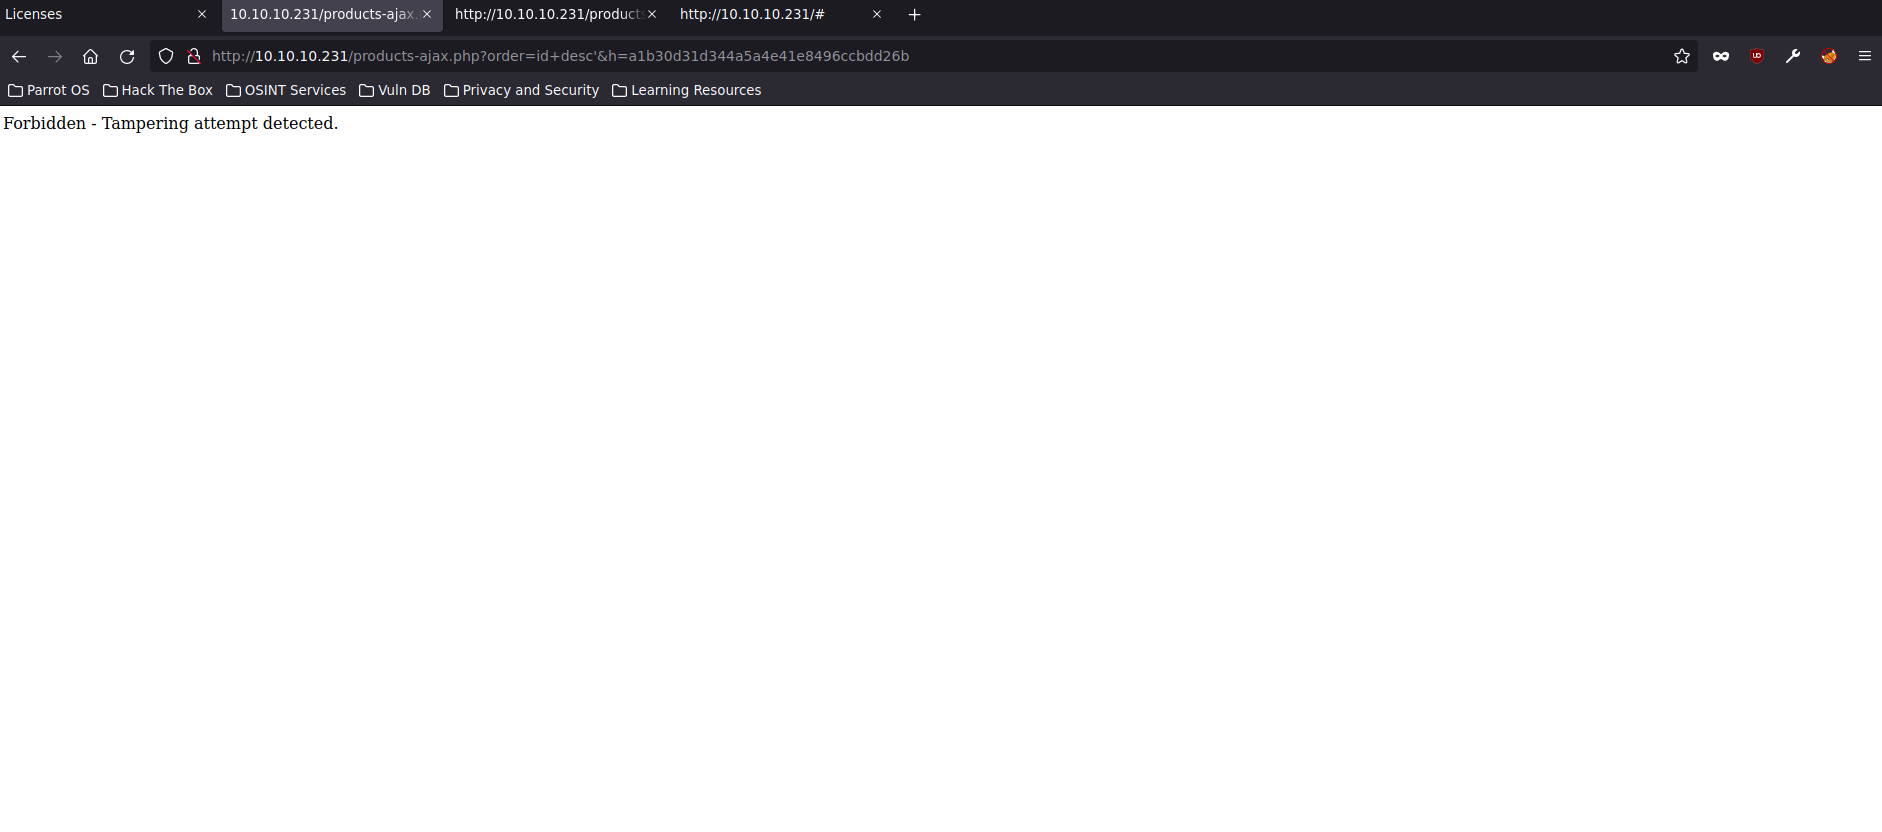 Licenses
10.10.10.231/products-ajax.
http://10.10.10.231/products
http://10.10.10.231/#
http://10.10.10.231/products-ajax.php?order=id+desc'&h=a1b30d31d344a5a4e41e8496ccbdd26b
Parrot OS Hack The Box OSINT Services Vuln DB Privacy and Security Learning Resources
Forbidden - Tampering attempt detected.